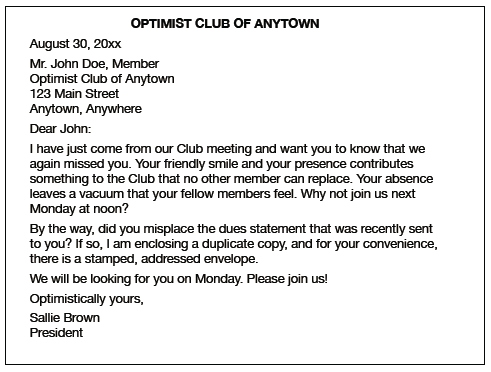 OPTIMIST CLUB OF ANYTOWN
August 30, 20xx
Mr. John Doe, Member
Optimist Club of Anytown
123 Main Street
Anytown, Anywhere
Dear John:
I have just come from our Club meeting and want you to know that we
again missed you. Your friendly smile and your presence contributes
something to the Club that no other member can replace. Your absence
leaves a vacuum that your fellow members feel. Why not join us next
Monday at noon?
By the way, did you misplace the dues statement that was recently sent
to you? If so, I am enclosing a duplicate copy, and for your convenience,
there is a stamped, addressed envelope.
We will be looking for you on Monday. Please join us!
Optimistically yours,
Sallie Brown
President